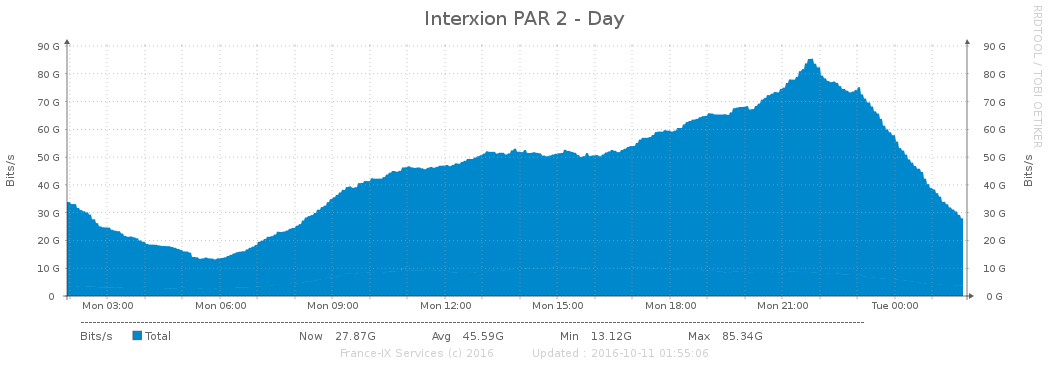 Interxion PAR 2 - Day
RRDTOOL / TOBI OETIKER
Bits/s
90 G 90 G
80 G 80 G
70 G 70 G
60 G 60 G
50 G 50 G
40 G 40 G
30 G 30 G
20 G 20 G
10 G 10 G
0 0 G
Bits/s
Mon 03:00 Mon 06:00 Mon 09:00 Mon 12:00 Mon 15:00 Mon 18:00 Mon 21:00 Tue 00:00
Bits/s Total Now 27.87G Avg 45.59G Min 13.12G Max 85.34G
France-IX Services (c) 2016 Updated : 2016-10-11 01:55:06